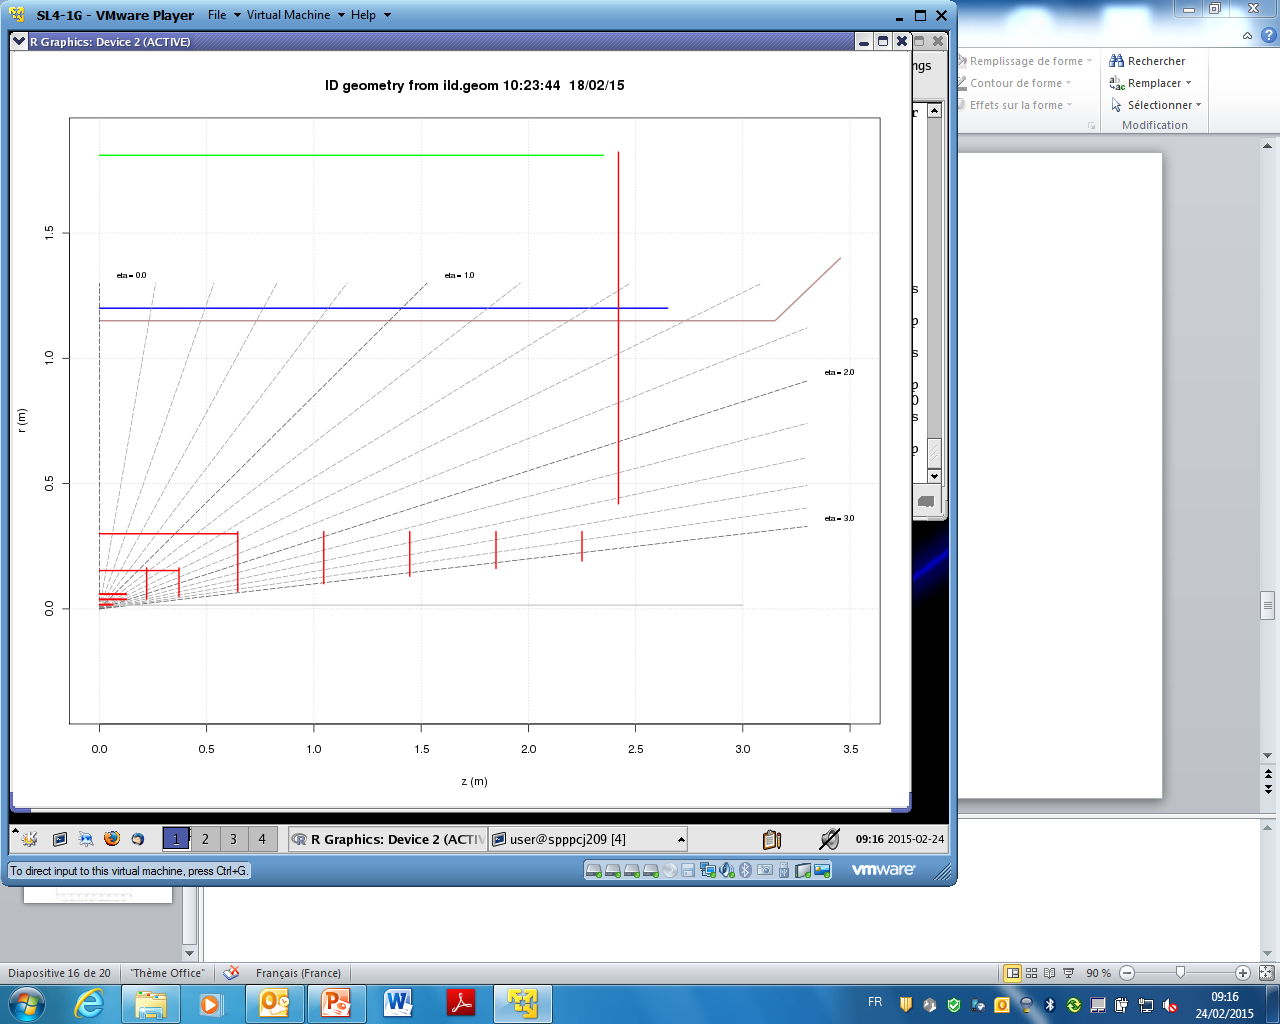 SL4-1G - VMware Player File Virtual Machine Help
R Graphics: Device 2 (ACTIVE)
ngs
r
ID geometry from ild.geom 10:23:44 18/02/15
Remplissage de forme
Contour de forme
Effets sur la forme
Rechercher
Remplacer
Sélectionner
Modification
eta = 0.0
eta = 1.0
eta = 2.0
eta = 3.0
s
p
s
p
0
s
p
r (m)
0.0
0.5
1.0
1.5
0.0 0.5 1.0 1.5 2.0 2.5 3.0 3.5
z (m)
1 2 3 4
R Graphics: Device 2 (ACTIV
user@spppcj209 [4]
09:16 2015-02-24
To direct input to this virtual machine, press Ctrl+G.
vmware
Diapositive 16 de 20 "Thème Office" Français (France) 90 %
FR
09:16
24/02/2015